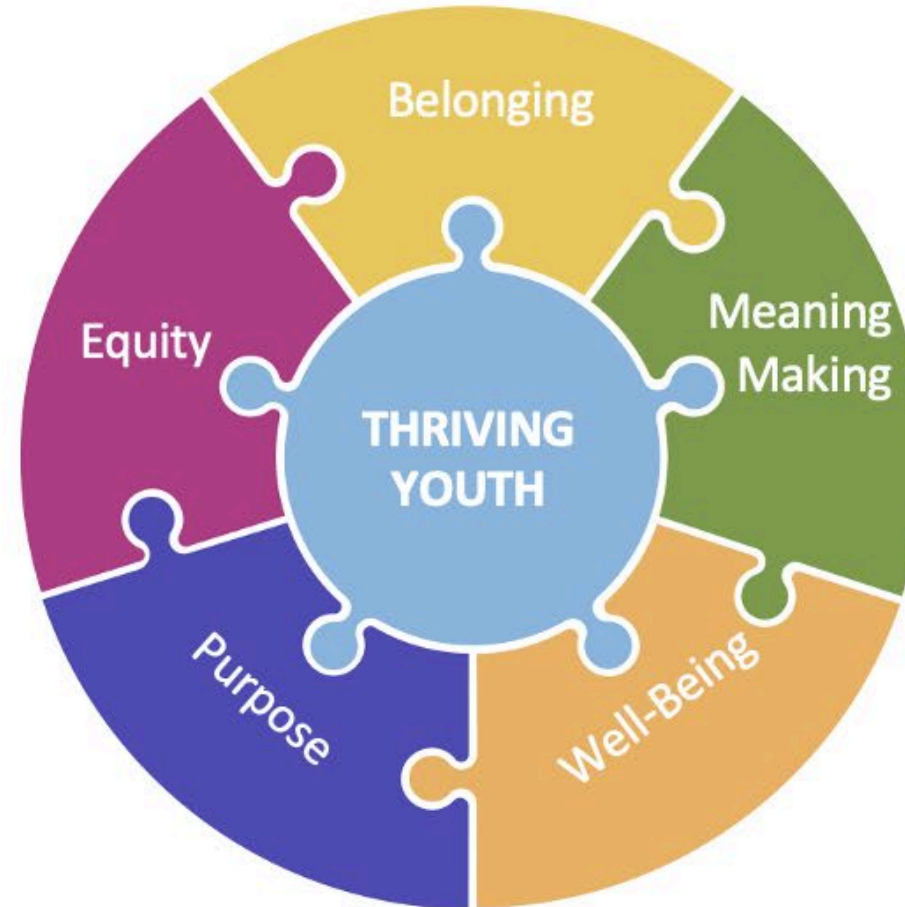 Belonging
Equity
Meaning
Making
THRIVING
YOUTH
Purpose
Well-Being